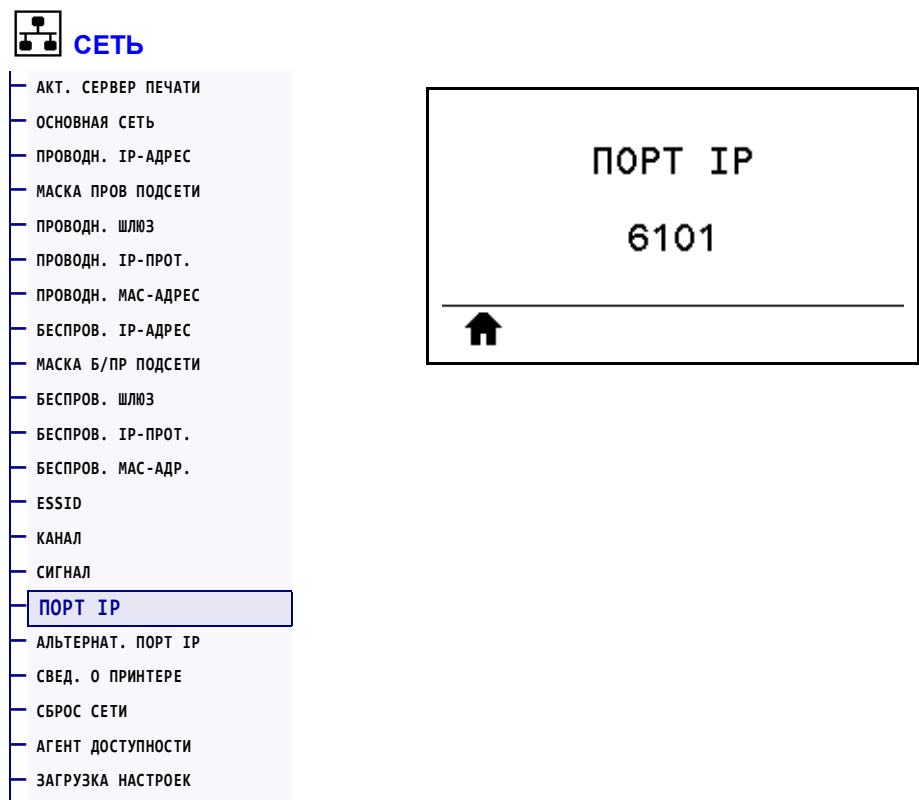 СЕТЬ
АКТ. СЕРВЕР ПЕЧАТИ
ОСНОВНАЯ СЕТЬ
ПРОВОДН. IP-АДРЕС
МАСКА ПРОВ ПОДСЕТИ
ПРОВОДН. ШЛЮЗ
ПРОВОДН. IP-ПРОТ.
ПРОВОДН. MAC-АДРЕС
БЕСПРОВ. IP-АДРЕС
МАСКА Б/ПР ПОДСЕТИ
БЕСПРОВ. ШЛЮЗ
БЕСПРОВ. IP-ПРОТ.
БЕСПРОВ. MAC-АДР.
ESSID
КАНАЛ
СИГНАЛ
ПОРТ IP
АЛЬТЕРНАТ. ПОРТ IP
СВЕД. О ПРИНТЕРЕ
СБРОС СЕТИ
АГЕНТ ДОСТУПНОСТИ
ЗАГРУЗКА НАСТРОЕК
ПОРТ IP
6101